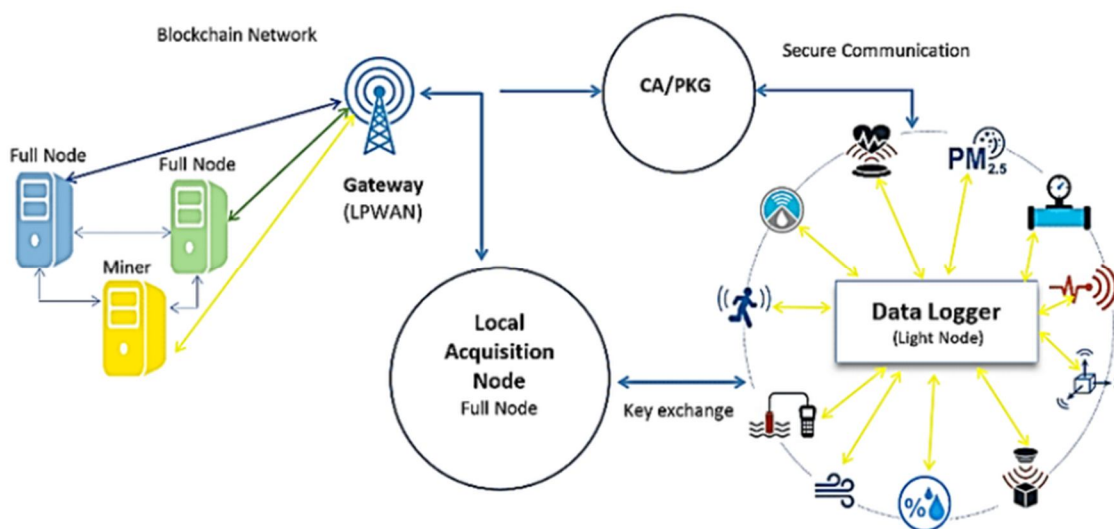 Blockchain Network
Secure Communication
CA/PKG
Full Node
Full Node
Gateway
(LPWAN)
Miner
PM2.5
Local
Acquisition
Node
Full Node
Key exchange
Data Logger
(Light Node)
%